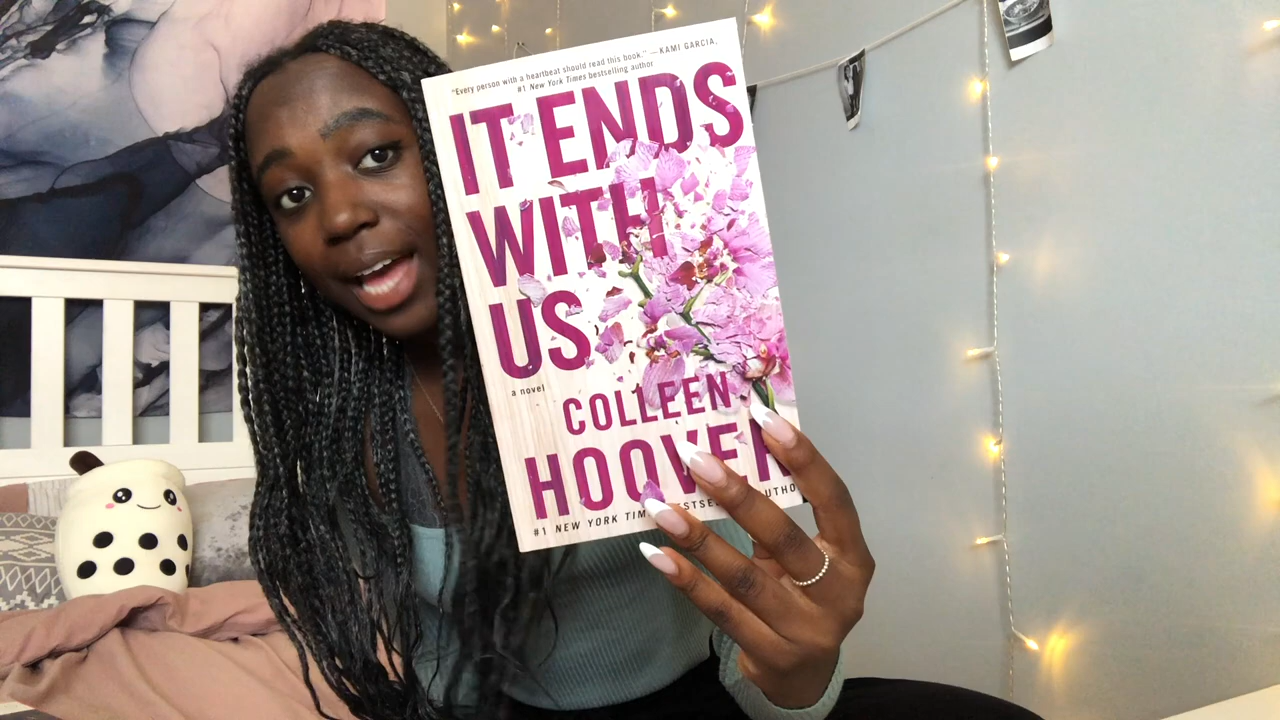 "Every person with a heartbeat should read this book." —KAMI GARCIA,
#1 New York Times bestselling author
IT ENDS
WITH
US
a novel
COLLEEN
HOOVER
#1 NEW YORK